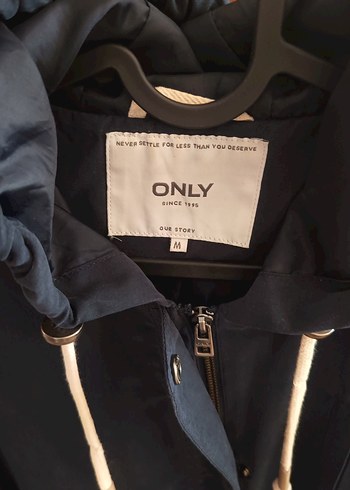 NEVER SETTLE FOR LESS THAN YOU DESERVE
ONLY
SINCE 1995
OUR STORY
M